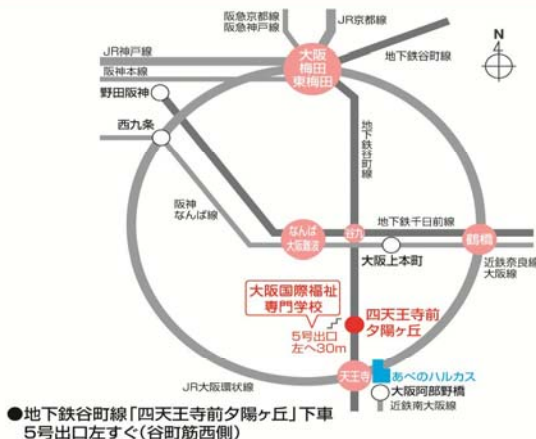 阪急京都線
阪急神戸線
JR京都線
JR神戸線
阪神本線
大阪
梅田
東梅田
地下鉄谷町線
N
野田阪神
西九条
地下鉄谷町線
阪神
なんば線
なんば
大阪難波
谷九
地下鉄千日前線
鶴橋
大阪上本町
近鉄奈良線
大阪線
大阪国際福祉
専門学校
四天王寺前
夕陽ヶ丘
5号出口
左へ30m
天王寺
あべのハルカス
大阪阿部野橋
JR大阪環状線
近鉄南大阪線
●地下鉄谷町線「四天王寺前夕陽ヶ丘」下車
5号出口左すぐ(谷町筋西側)